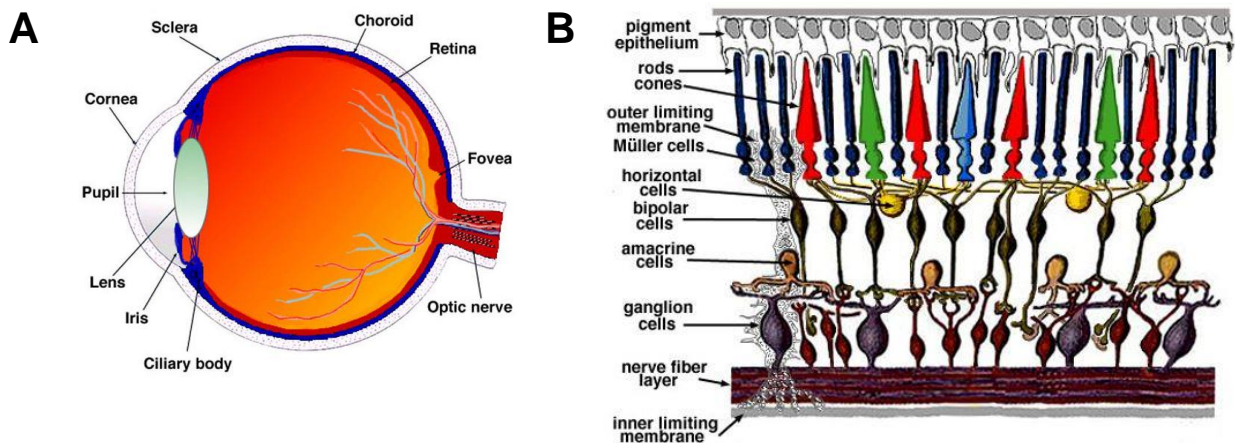 A
Sclera
Choroid
Retina
Cornea
Fovea
Pupil
Lens
Iris
Optic nerve
Ciliary body
B
pigment
epithelium
rods
cones
outer limiting
membrane
Müller cells
horizontal
cells
bipolar
cells
amacrine
cells
ganglion
cells
nerve fiber
layer
inner limiting
membrane